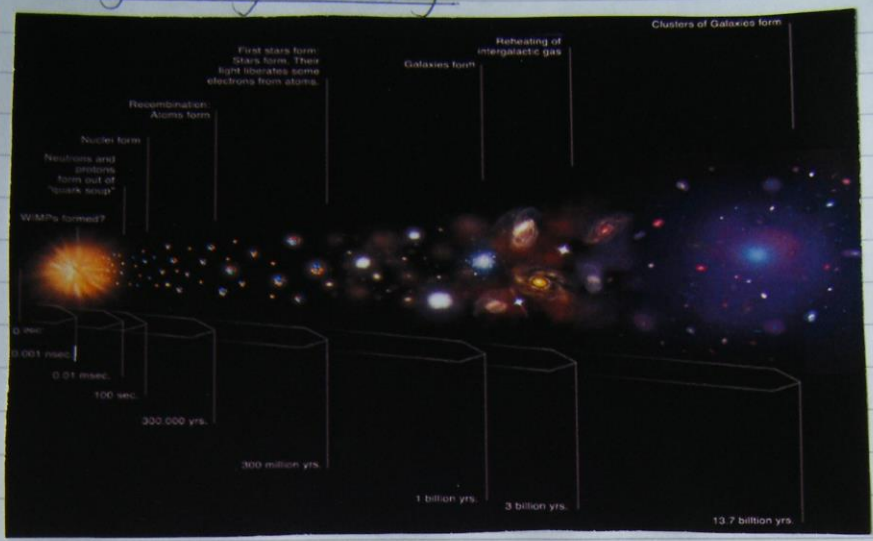 Clusters of Galaxies form
Reheating of
intergalactic gas
Galaxies form
First stars form:
Stars form. Their
light liberates some
electrons from atoms.
Recombination:
Atoms form
Nuclei form
Neutrons and
protons
form out of
"quark soup"
WIMPs formed?
0 sec.
0.001 nsec.
0.01 msec.
100 sec.
300,000 yrs.
300 million yrs.
1 billion yrs.
3 billion yrs.
13.7 billion yrs.